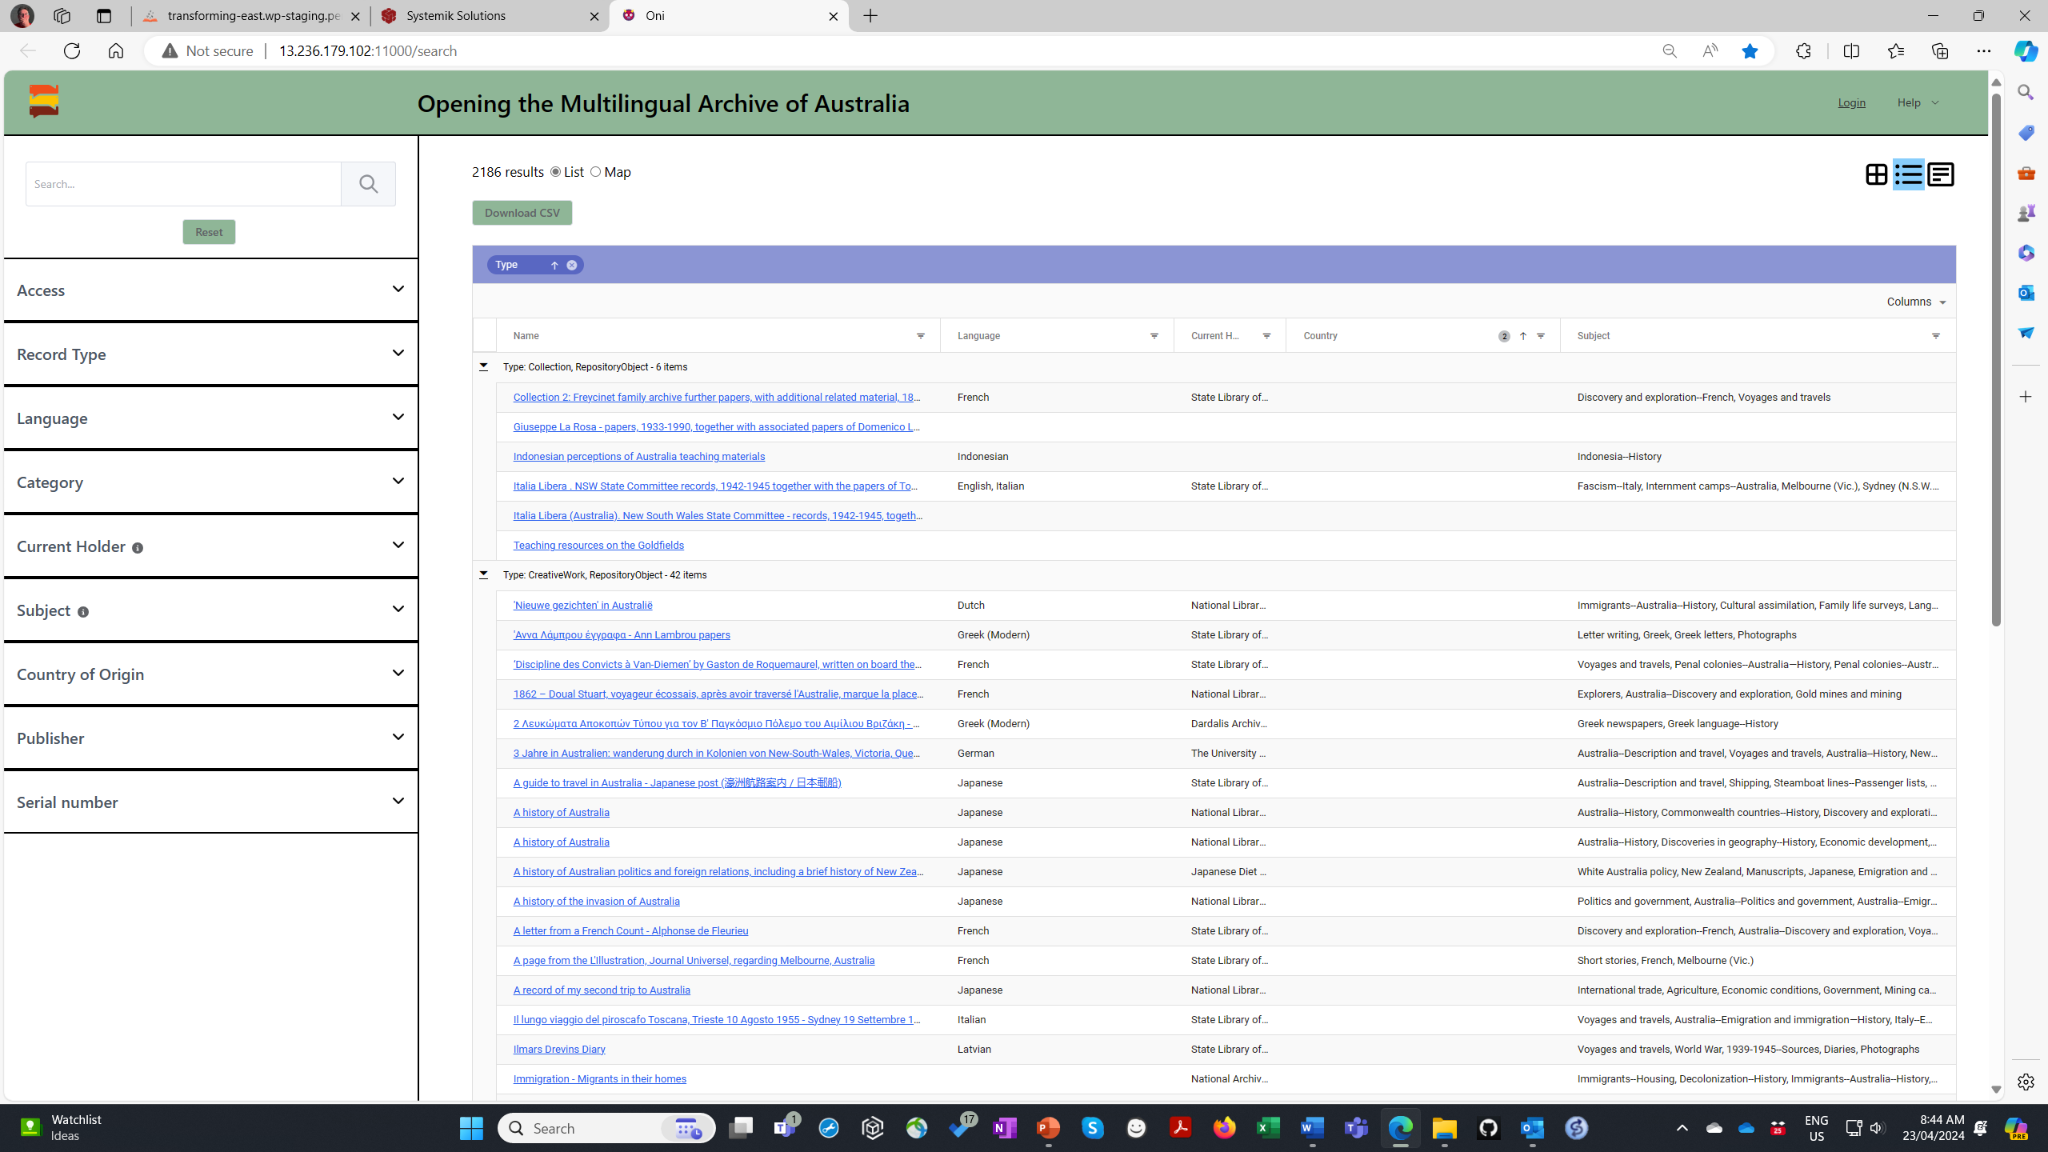 transforming-east.wp-staging.pe
Systemik Solutions
Oni
Not secure
13.236.179.102:11000/search
Opening the Multilingual Archive of Australia
Login
Help
Search...
Reset
Access
Record Type
Language
Category
Current Holder
Subject
Country of Origin
Publisher
Serial number
2186 results List Map
Download CSV
Type
Columns
Name Language Current H... Country 2 Subject
Type: Collection, RepositoryObject - 6 items
Collection 2: Freycinet family archive further papers, with additional related material, 18... French State Library of... Discovery and exploration--French, Voyages and travels
Giuseppe La Rosa - papers, 1933-1990, together with associated papers of Domenico L...
Indonesian perceptions of Australia teaching materials Indonesian Indonesia--History
Italia Libera . NSW State Committee records, 1942-1945 together with the papers of To... English, Italian State Library of... Fascism--Italy, Internment camps--Australia, Melbourne (Vic.), Sydney (N.S.W....
Italia Libera (Australia). New South Wales State Committee - records, 1942-1945, togeth...
Teaching resources on the Goldfields
Type: CreativeWork, RepositoryObject - 42 items
'Nieuwe gezichten' in Australië Dutch National Librar... Immigrants--Australia--History, Cultural assimilation, Family life surveys, Lang...
'Αννα Λάμπρου έγγραφα - Ann Lambrou papers Greek (Modern) State Library of... Letter writing, Greek, Greek letters, Photographs
'Discipline des Convicts à Van-Diemen' by Gaston de Roquemaurel, written on board the... French State Library of... Voyages and travels, Penal colonies--Australia—History, Penal colonies--Austr...
1862 – Doual Stuart, voyageur écossais, après avoir traversé l'Australie, marque la place... French National Librar... Explorers, Australia--Discovery and exploration, Gold mines and mining
2 Λευκώματα Αποκοπών Τύπου για τον Β' Παγκόσμιο Πόλεμο του Αιμίλιου Βριζάκη - ... Greek (Modern) Dardalis Archiv... Greek newspapers, Greek language--History
3 Jahre in Australien: wanderung durch in Kolonien von New-South-Wales, Victoria, Que... German The University ... Australia--Description and travel, Voyages and travels, Australia--History, New...
A guide to travel in Australia - Japanese post (濠洲航路案内 / 日本郵船) Japanese State Library of... Australia--Description and travel, Shipping, Steamboat lines--Passenger lists, ...
A history of Australia Japanese National Librar... Australia--History, Commonwealth countries--History, Discovery and explorati...
A history of Australia Japanese National Librar... Australia--History, Discoveries in geography--History, Economic development,...
A history of Australian politics and foreign relations, including a brief history of New Zea... Japanese Japanese Diet ... White Australia policy, New Zealand, Manuscripts, Japanese, Emigration and ...
A history of the invasion of Australia Japanese National Librar... Politics and government, Australia--Politics and government, Australia--Emigr...
A letter from a French Count - Alphonse de Fleurieu French State Library of... Discovery and exploration--French, Australia--Discovery and exploration, Voya...
A page from the L'Illustration, Journal Universel, regarding Melbourne, Australia French State Library of... Short stories, French, Melbourne (Vic.)
A record of my second trip to Australia Japanese National Librar... International trade, Agriculture, Economic conditions, Government, Mining ca...
Il lungo viaggio del piroscafo Toscana, Trieste 10 Agosto 1955 - Sydney 19 Settembre 1... Italian State Library of... Voyages and travels, Australia--Emigration and immigration—History, Italy--E...
Ilmars Drevins Diary Latvian State Library of... Voyages and travels, World War, 1939-1945--Sources, Diaries, Photographs
Immigration - Migrants in their homes National Archiv... Immigrants--Housing, Decolonization--History, Immigrants--Australia--History,...
Watchlist
Ideas
Search
1
17
25
ENG
US
8:44 AM
23/04/2024
PRE